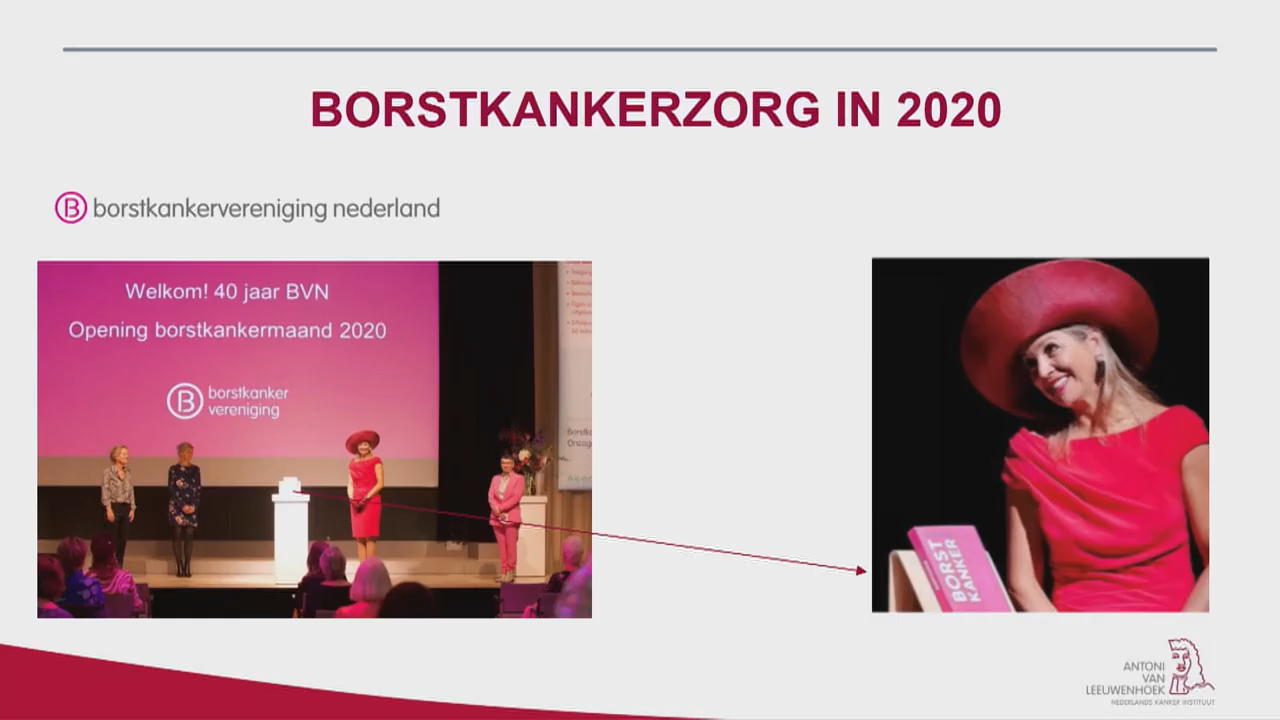 BORSTKANKERZORG IN 2020
borstkankervereniging nederland
Welkom! 40 jaar BVN
Opening borstkankermaand 2020
borstkanker
vereniging
BORST
KANKER
ANTONI
VAN
LEEUWENHOEK
NEDERLANDS KANKER INSTITUUT